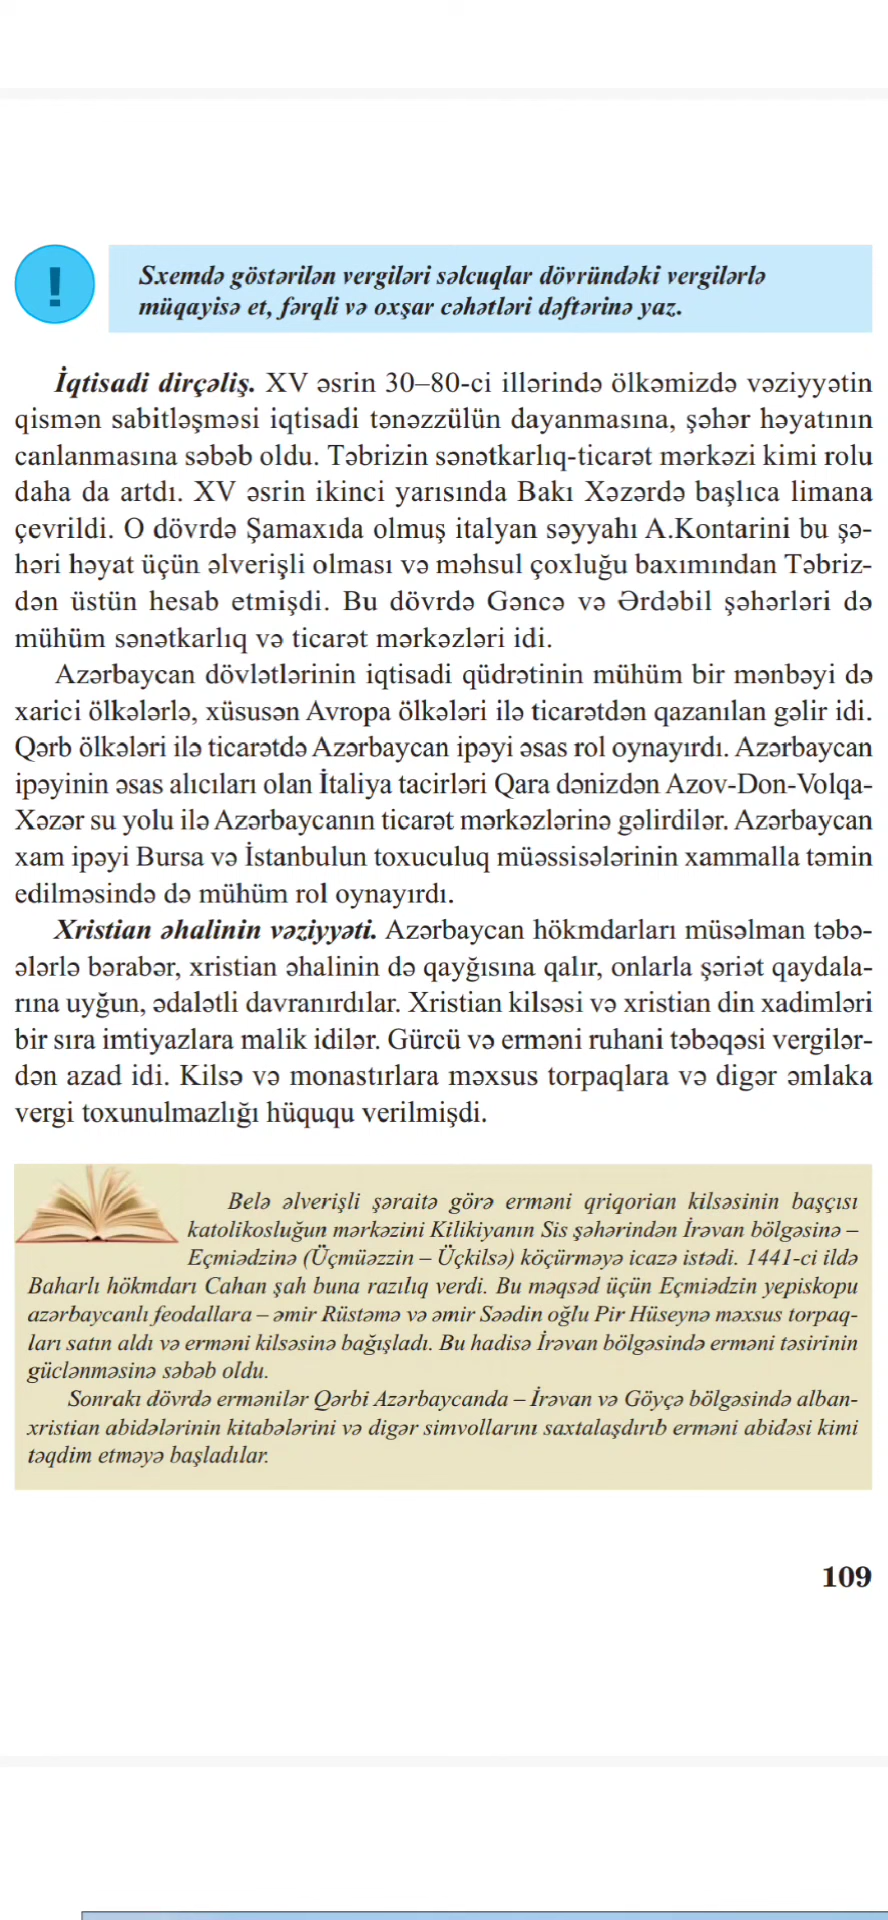 !
Sxemdə göstərilən vergiləri səlcuqlar dövründəki vergilərlə
müqayisə et, fərqli və oxşar cəhətləri dəftərinə yaz.
İqtisadi dirçəliş. XV əsrin 30–80-ci illərində ölkəmizdə vəziyyətin
qismən sabitləşməsi iqtisadi tənəzzülün dayanmasına, şəhər həyatının
canlanmasına səbəb oldu. Təbrizin sənətkarlıq-ticarət mərkəzi kimi rolu
daha da artdı. XV əsrin ikinci yarısında Bakı Xəzərdə başlıca limana
çevrildi. O dövrdə Şamaxıda olmuş italyan səyyahı A.Kontarini bu şə-
həri həyat üçün əlverişli olması və məhsul çoxluğu baxımından Təbriz-
dən üstün hesab etmişdi. Bu dövrdə Gəncə və Ərdəbil şəhərləri də
mühüm sənətkarlıq və ticarət mərkəzləri idi.
Azərbaycan dövlətlərinin iqtisadi qüdrətinin mühüm bir mənbəyi də
xarici ölkələrlə, xüsusən Avropa ölkələri ilə ticarətdən qazanılan gəlir idi.
Qərb ölkələri ilə ticarətdə Azərbaycan ipəyi əsas rol oynayırdı. Azərbaycan
ipəyinin əsas alıcıları olan İtaliya tacirləri Qara dənizdən Azov-Don-Volqa-
Xəzər su yolu ilə Azərbaycanın ticarət mərkəzlərinə gəlirdilər. Azərbaycan
xam ipəyi Bursa və İstanbulun toxuculuq müəssisələrinin xammalla təmin
edilməsində də mühüm rol oynayırdı.
Xristian əhalinin vəziyyəti. Azərbaycan hökmdarları müsəlman təbə-
ələrlə bərabər, xristian əhalinin də qayğısına qalır, onlarla şəriət qaydala-
rına uyğun, ədalətli davranırdılar. Xristian kilsəsi və xristian din xadimləri
bir sıra imtiyazlara malik idilər. Gürcü və erməni ruhani təbəqəsi vergilər-
dən azad idi. Kilsə və monastırlara məxsus torpaqlara və digər əmlaka
vergi toxunulmazlığı hüququ verilmişdi.
Belə əlverişli şəraitə görə erməni qriqorian kilsəsinin başçısı
katolikosluğun mərkəzini Kilikiyanın Sis şəhərindən İrəvan bölgəsinə –
Eçmiədzinə (Üçmüəzzin – Üçkilsə) köçürməyə icazə istədi. 1441-ci ildə
Baharlı hökmdarı Cahan şah buna razılıq verdi. Bu məqsəd üçün Eçmiədzin yepiskopu
azərbaycanlı feodallara – əmir Rüstəmə və əmir Səədin oğlu Pir Hüseynə məxsus torpaq-
ları satın aldı və erməni kilsəsinə bağışladı. Bu hadisə İrəvan bölgəsində erməni təsirinin
güclənməsinə səbəb oldu.
Sonrakı dövrdə ermənilər Qərbi Azərbaycanda – İrəvan və Göyçə bölgəsində alban-
xristian abidələrinin kitabələrini və digər simvollarını saxtalaşdırıb erməni abidəsi kimi
təqdim etməyə başladılar.
109